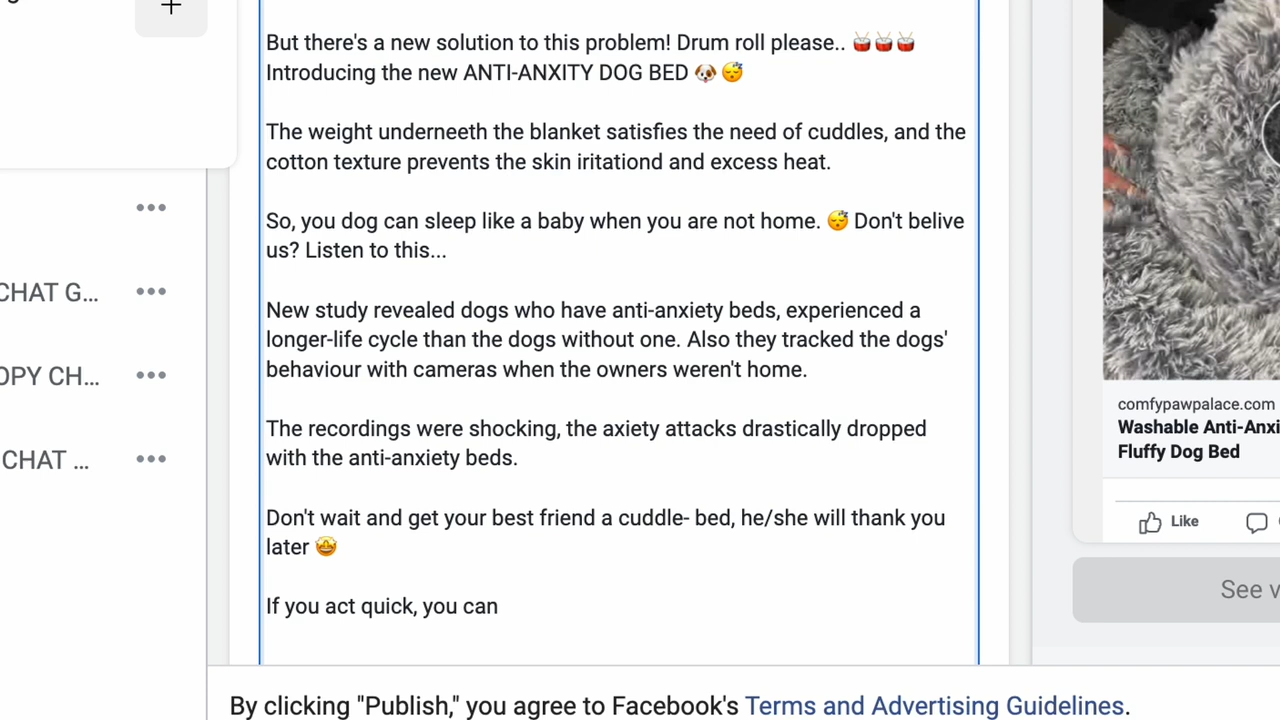 But there's a new solution to this problem! Drum roll please.. 🥁🥁🥁
Introducing the new ANTI-ANXITY DOG BED 🐶 😴
The weight underneeth the blanket satisfies the need of cuddles, and the
cotton texture prevents the skin iritationd and excess heat.
So, you dog can sleep like a baby when you are not home. 😴 Don't belive
us? Listen to this...
New study revealed dogs who have anti-anxiety beds, experienced a
longer-life cycle than the dogs without one. Also they tracked the dogs'
behaviour with cameras when the owners weren't home.
The recordings were shocking, the axiety attacks drastically dropped
with the anti-anxiety beds.
Don't wait and get your best friend a cuddle- bed, he/she will thank you
later 🤩
If you act quick, you can
CHAT G...
OPY CH...
CHAT ...
comfypawpalace.com
Washable Anti-Anxi
Fluffy Dog Bed
Like
See v
By clicking "Publish," you agree to Facebook's Terms and Advertising Guidelines.